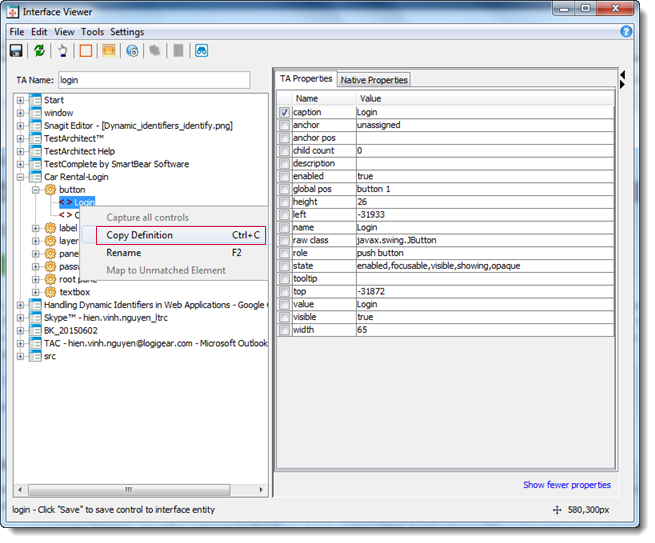 Interface Viewer
File Edit View Tools Settings
TA Name: login
Start
window
Snagit Editor - [Dynamic_identifiers_identify.png]
TestArchitect™
TestArchitect Help
TestComplete by SmartBear Software
Car Rental-Login
button
< > Login
< > C
label
layer
pane
passw
root pane
textbox
Handling Dynamic Identifiers in Web Applications - Google C
Skype™ - hien.vinh.nguyen_ltrc
BK_20150602
TAC - hien.vinh.nguyen@logigear.com - Microsoft Outlook
src
Capture all controls
Copy Definition Ctrl+C
Rename F2
Map to Unmatched Element
TA Properties Native Properties
Name Value
caption Login
anchor unassigned
anchor pos
child count 0
description
enabled true
global pos button 1
height 26
left -31933
name Login
raw class javax.swing.JButton
role push button
state enabled,focusable,visible,showing,opaque
tooltip
top -31872
value Login
visible true
width 65
Show fewer properties
login - Click "Save" to save control to interface entity
580,300px